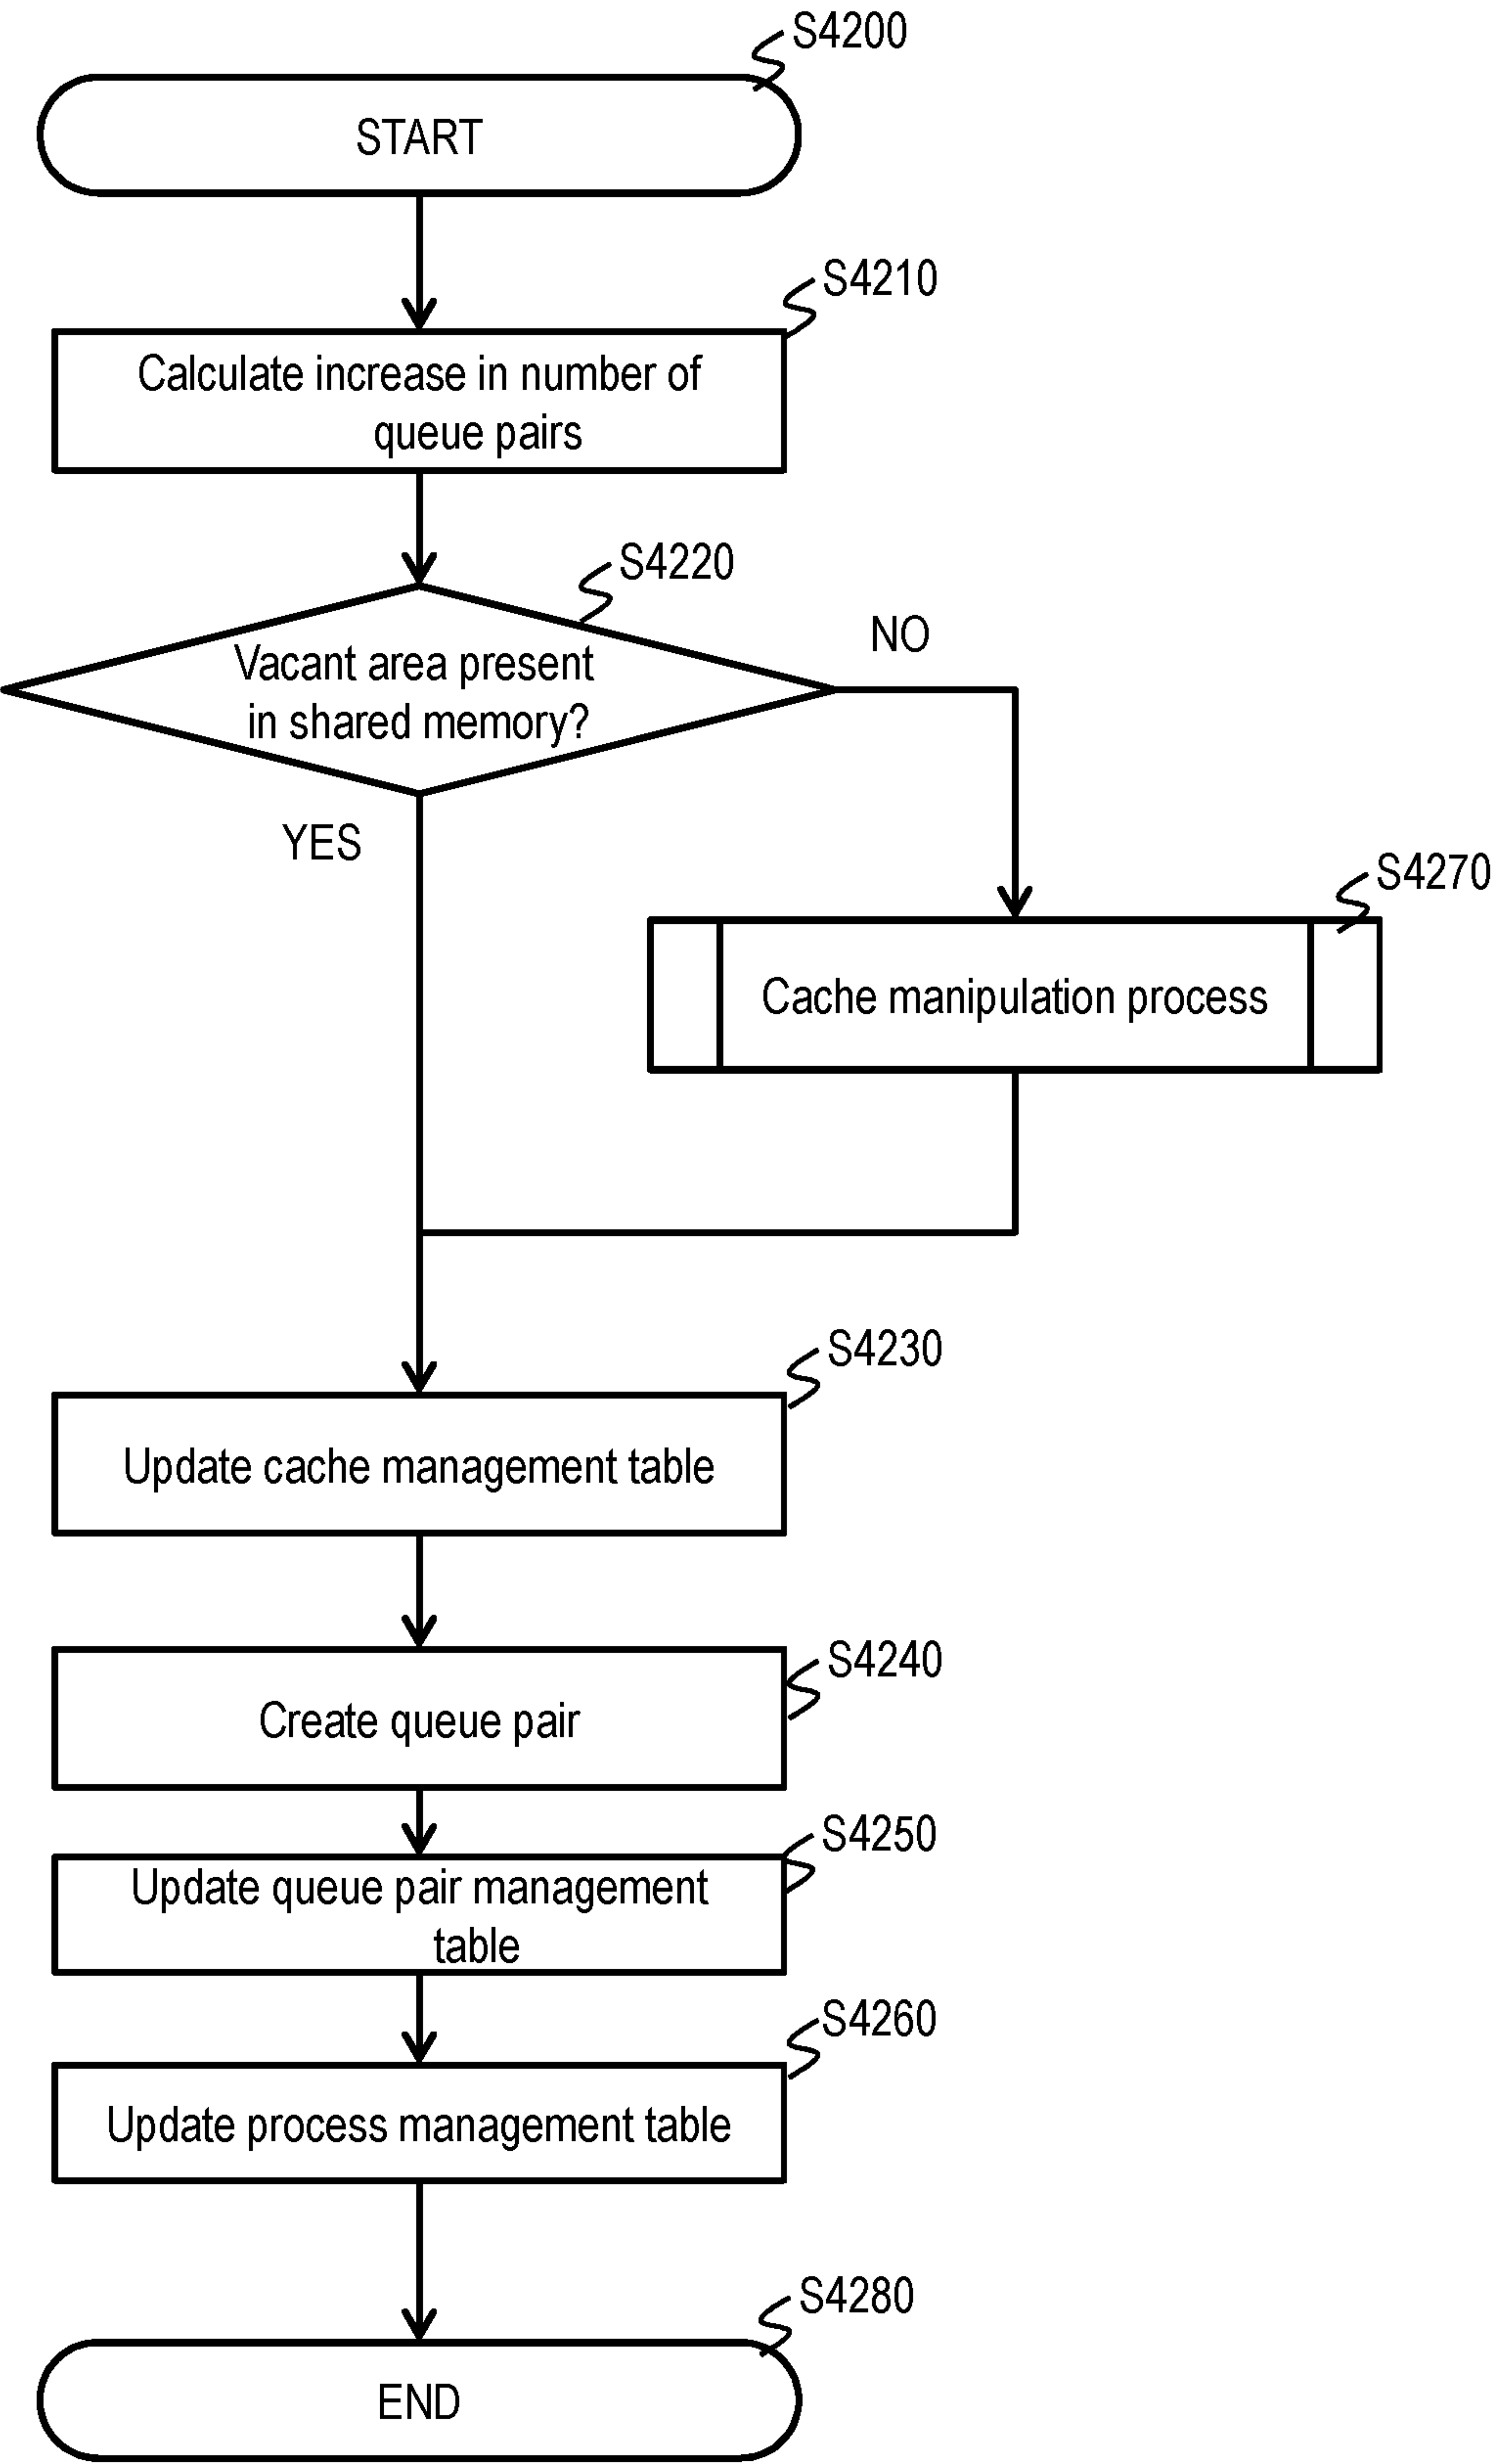 S4200
START
S4210
Calculate increase in number of
queue pairs
S4220
Vacant area present
in shared memory?
NO
YES
S4270
Cache manipulation process
S4230
Update cache management table
S4240
Create queue pair
S4250
Update queue pair management
table
S4260
Update process management table
S4280
END